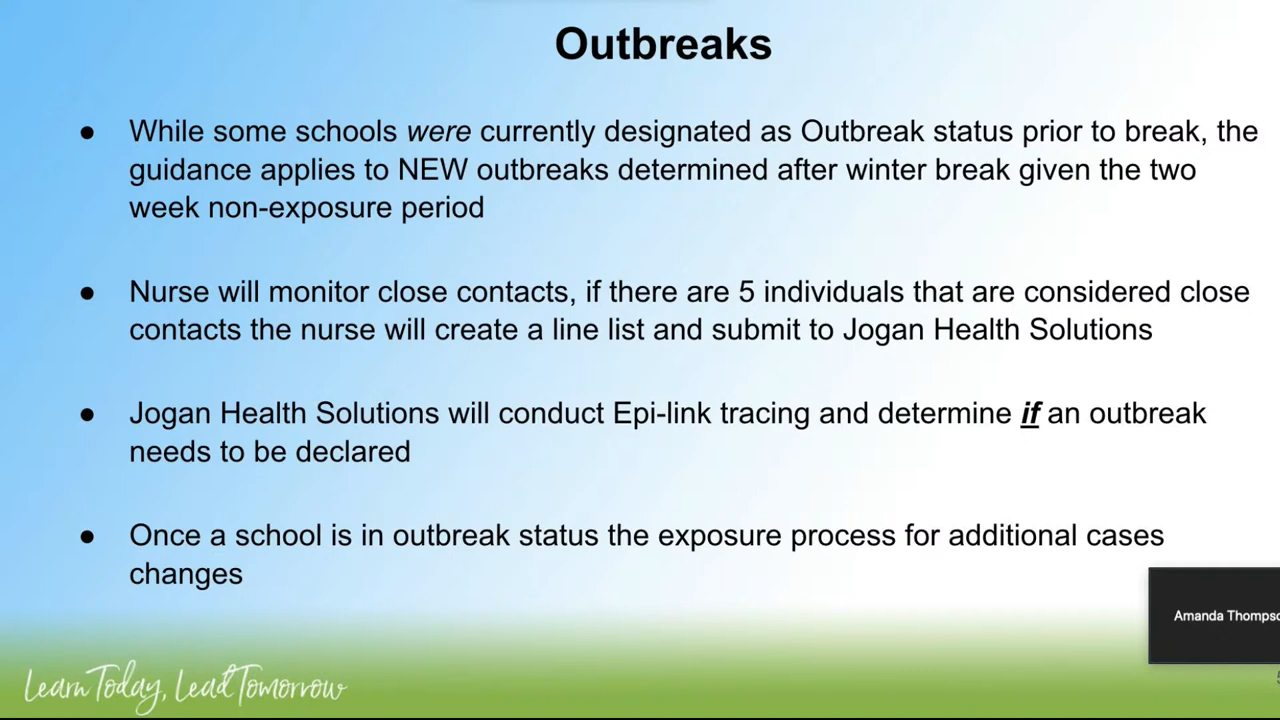 Outbreaks
● While some schools were currently designated as Outbreak status prior to break, the
guidance applies to NEW outbreaks determined after winter break given the two
week non-exposure period
● Nurse will monitor close contacts, if there are 5 individuals that are considered close
contacts the nurse will create a line list and submit to Jogan Health Solutions
● Jogan Health Solutions will conduct Epi-link tracing and determine if an outbreak
needs to be declared
● Once a school is in outbreak status the exposure process for additional cases
changes
Amanda Thompso
Learn Today, Lead Tomorrow